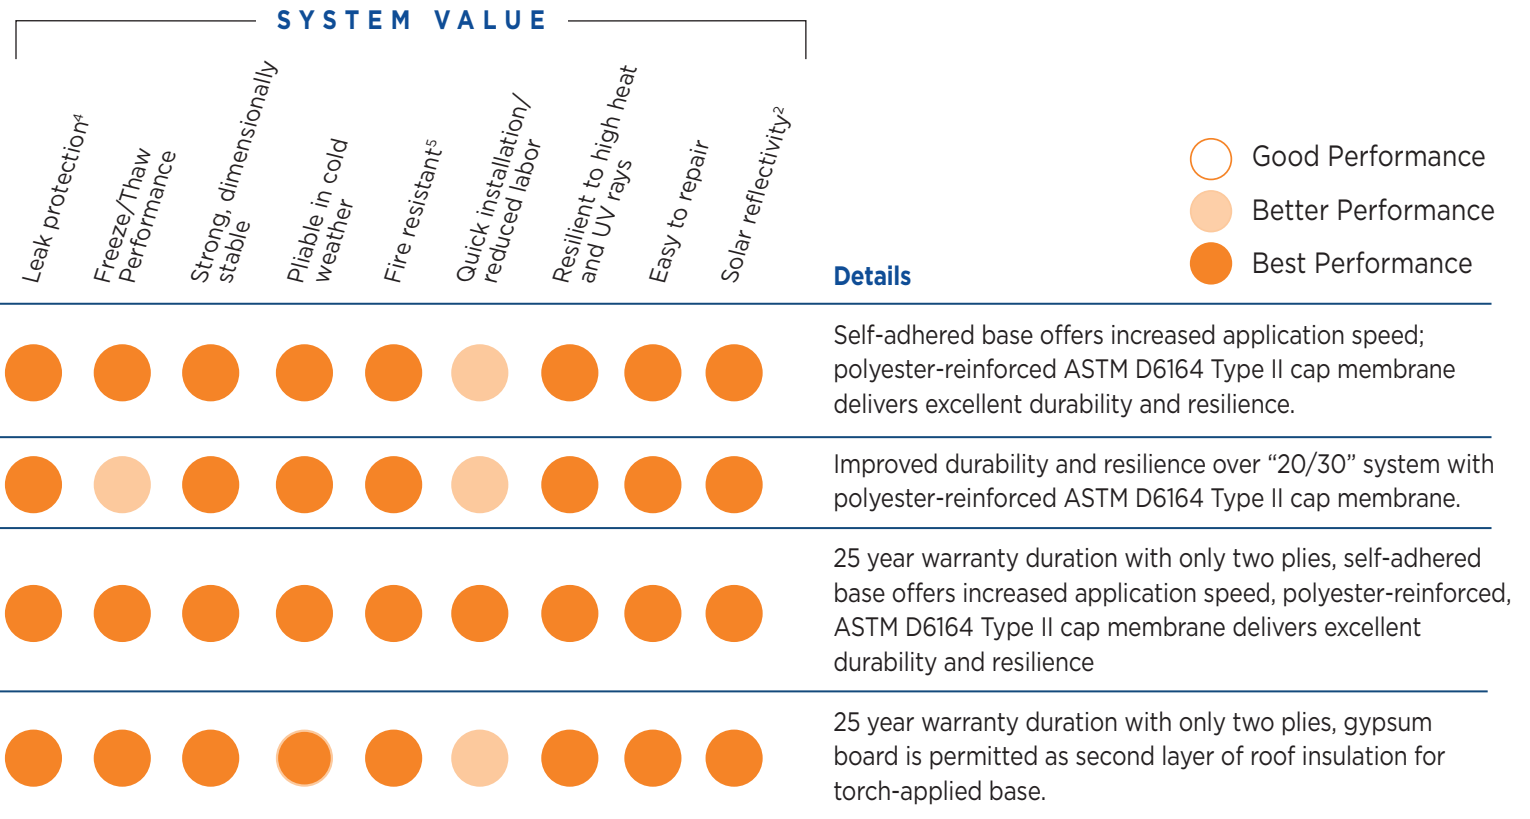 SYSTEM VALUE
Leak protection⁴
Freeze/Thaw
Performance
Strong, dimensionally
stable
Pliable in cold
weather
Fire resistant⁵
Quick installation/
reduced labor
Resilient to high heat
and UV rays
Easy to repair
Solar reflectivity²
Good Performance
Better Performance
Best Performance
Details
Self-adhered base offers increased application speed;
polyester-reinforced ASTM D6164 Type II cap membrane
delivers excellent durability and resilience.
Improved durability and resilience over “20/30” system with
polyester-reinforced ASTM D6164 Type II cap membrane.
25 year warranty duration with only two plies, self-adhered
base offers increased application speed, polyester-reinforced,
ASTM D6164 Type II cap membrane delivers excellent
durability and resilience
25 year warranty duration with only two plies, gypsum
board is permitted as second layer of roof insulation for
torch-applied base.